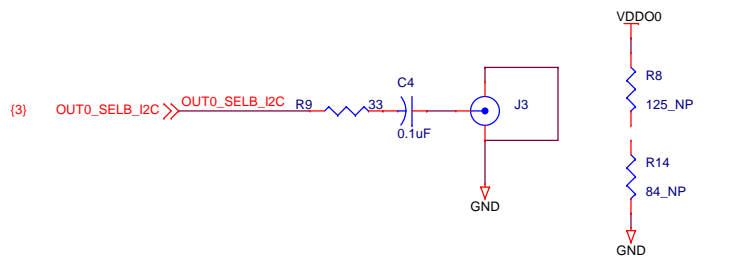 VDDO0
C4
R8
{3}
OUT0_SELB_I2C
OUT0_SELB_I2C
R9
33
J3
125_NP
0.1uF
R14
84_NP
GND
GND